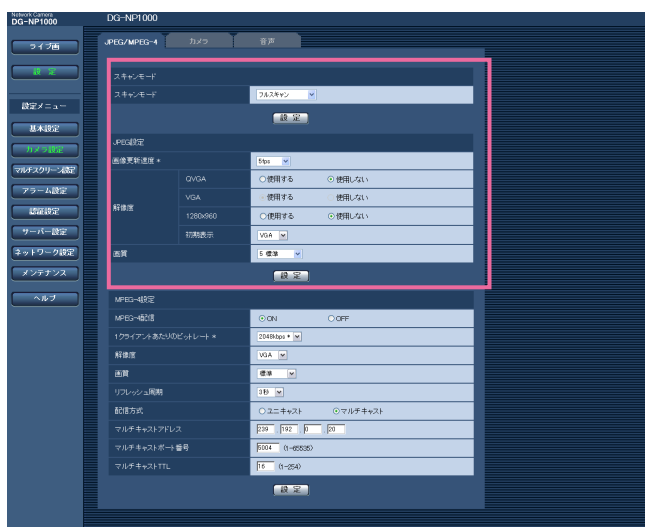 Network Camera
DG-NP1000
DG-NP1000
ライブ画
設 定
設定メニュー
基本設定
カメラ設定
マルチスクリーン設定
アラーム設定
認証設定
サーバー設定
ネットワーク設定
メンテナンス
ヘルプ
JPEG/MPEG-4 カメラ 音声
スキャンモード
スキャンモード フルスキャン
設 定
JPEG設定
画像更新速度 * 5fps
解像度
QVGA 使用する 使用しない
VGA 使用する 使用しない
1280x960 使用する 使用しない
初期表示 VGA
画質 5 標準
設 定
MPEG-4設定
MPEG-4配信 ON OFF
1クライアントあたりのビットレート * 2048kbps *
解像度 VGA
画質 標準
リフレッシュ周期 3秒
配信方式 ユニキャスト マルチキャスト
マルチキャストアドレス 239 . 192 . 0 . 20
マルチキャストポート番号 5004 (1-65535)
マルチキャストTTL 16 (1-254)
設 定